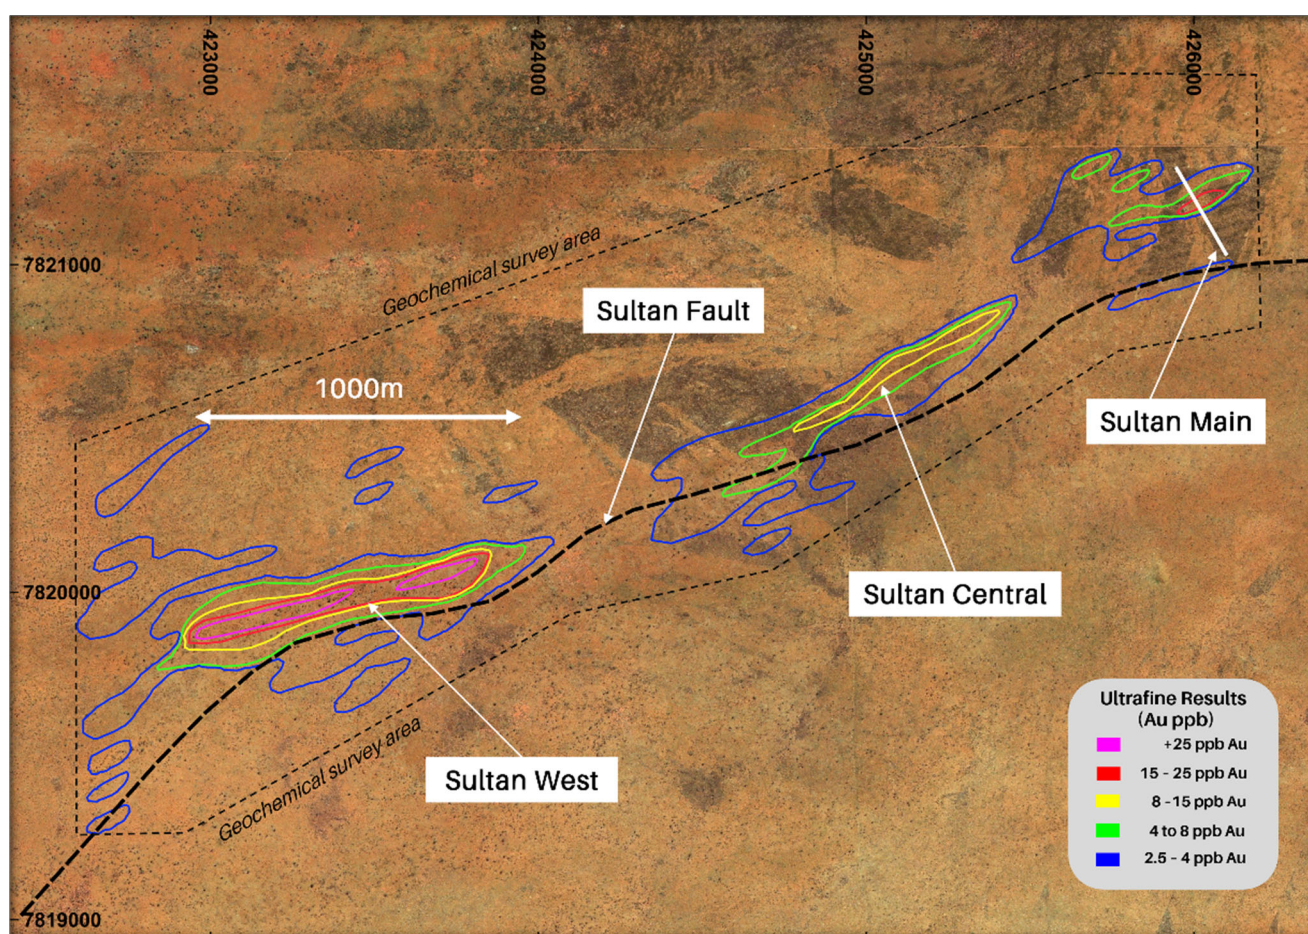 423000
424000
425000
426000
Geochemical survey area
7821000
Sultan Fault
1000m
Sultan Main
7820000
Sultan Central
Sultan West
Geochemical survey area
Ultrafine Results
(Au ppb)
+25 ppb Au
15 - 25 ppb Au
8 -15 ppb Au
4 to 8 ppb Au
2.5 - 4 ppb Au
7819000